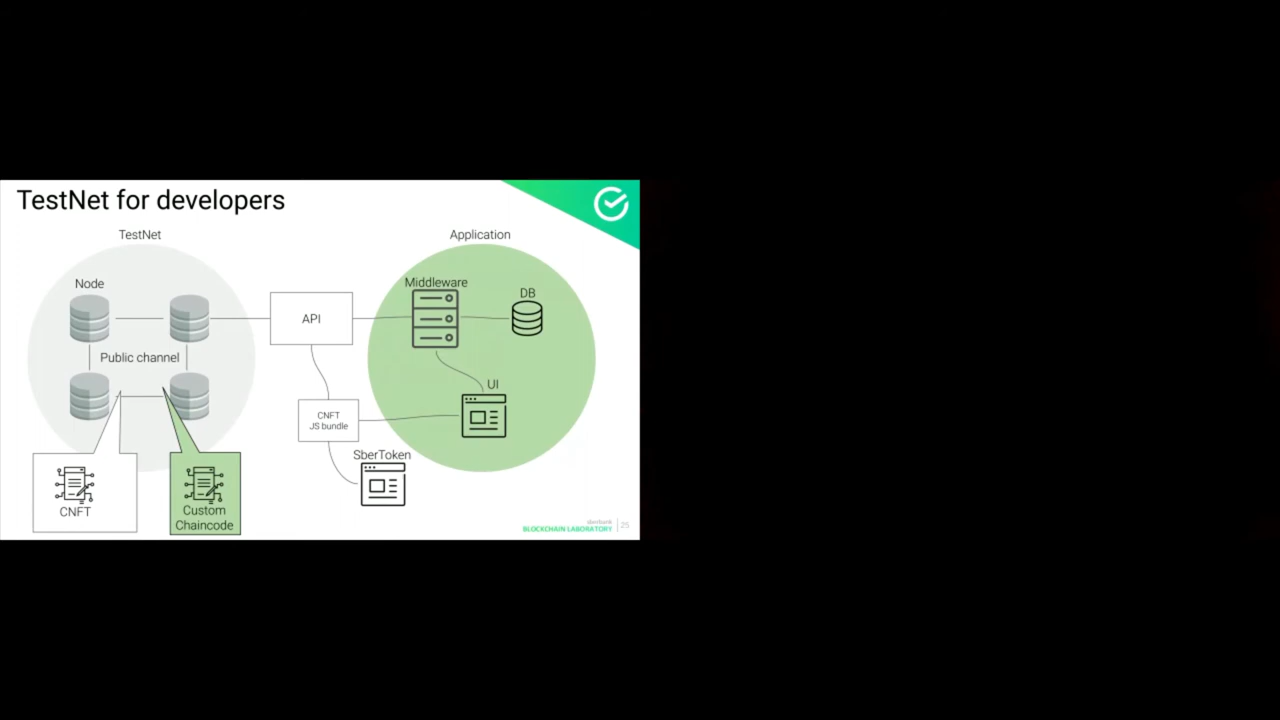 TestNet for developers
TestNet
Application
Node
Middleware
DB
API
Public channel
UI
CNFT
JS bundle
SberToken
CNFT
Custom
Chaincode
BLOCKCHAIN LABORATORY
25